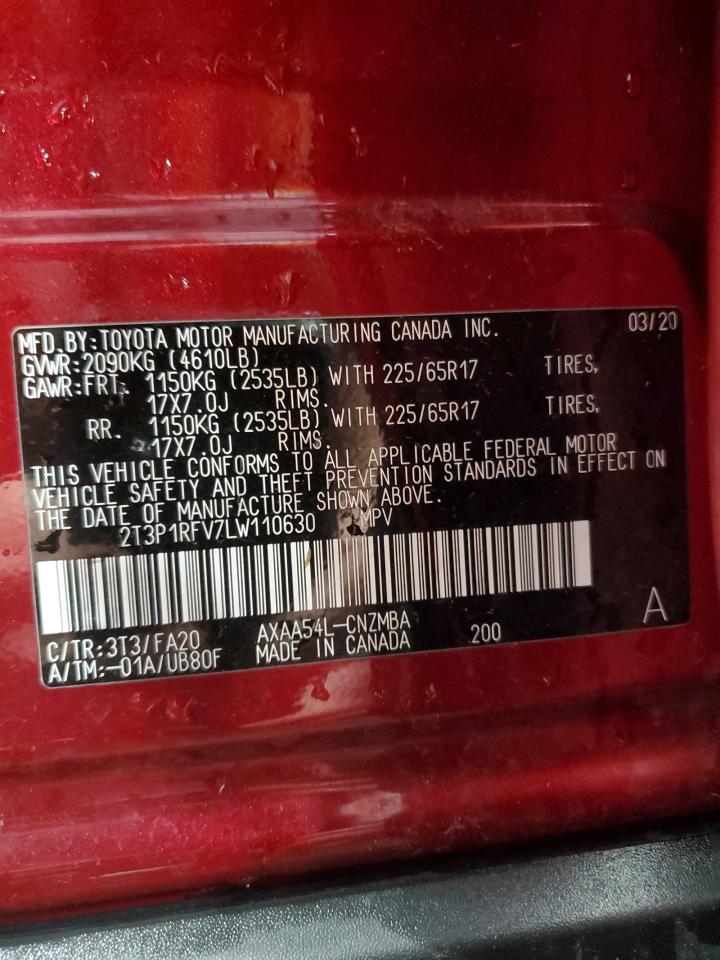 MFD.BY:TOYOTA MOTOR MANUFACTURING CANADA INC. 03/20
GVWR:2090KG (4610LB)
GAWR:FRT. 1150KG (2535LB) WITH 225/65R17 TIRES,
17X7.0J RIMS.
RR. 1150KG (2535LB) WITH 225/65R17 TIRES,
17X7.0J RIMS.
THIS VEHICLE CONFORMS TO ALL APPLICABLE FEDERAL MOTOR
VEHICLE SAFETY AND THEFT PREVENTION STANDARDS IN EFFECT ON
THE DATE OF MANUFACTURE SHOWN ABOVE.
2T3P1RFV7LW110630 MPV
C/TR:3T3/FA20 AXAA54L-CNZMBA 200 A
A/TM:-01A/UB80F MADE IN CANADA